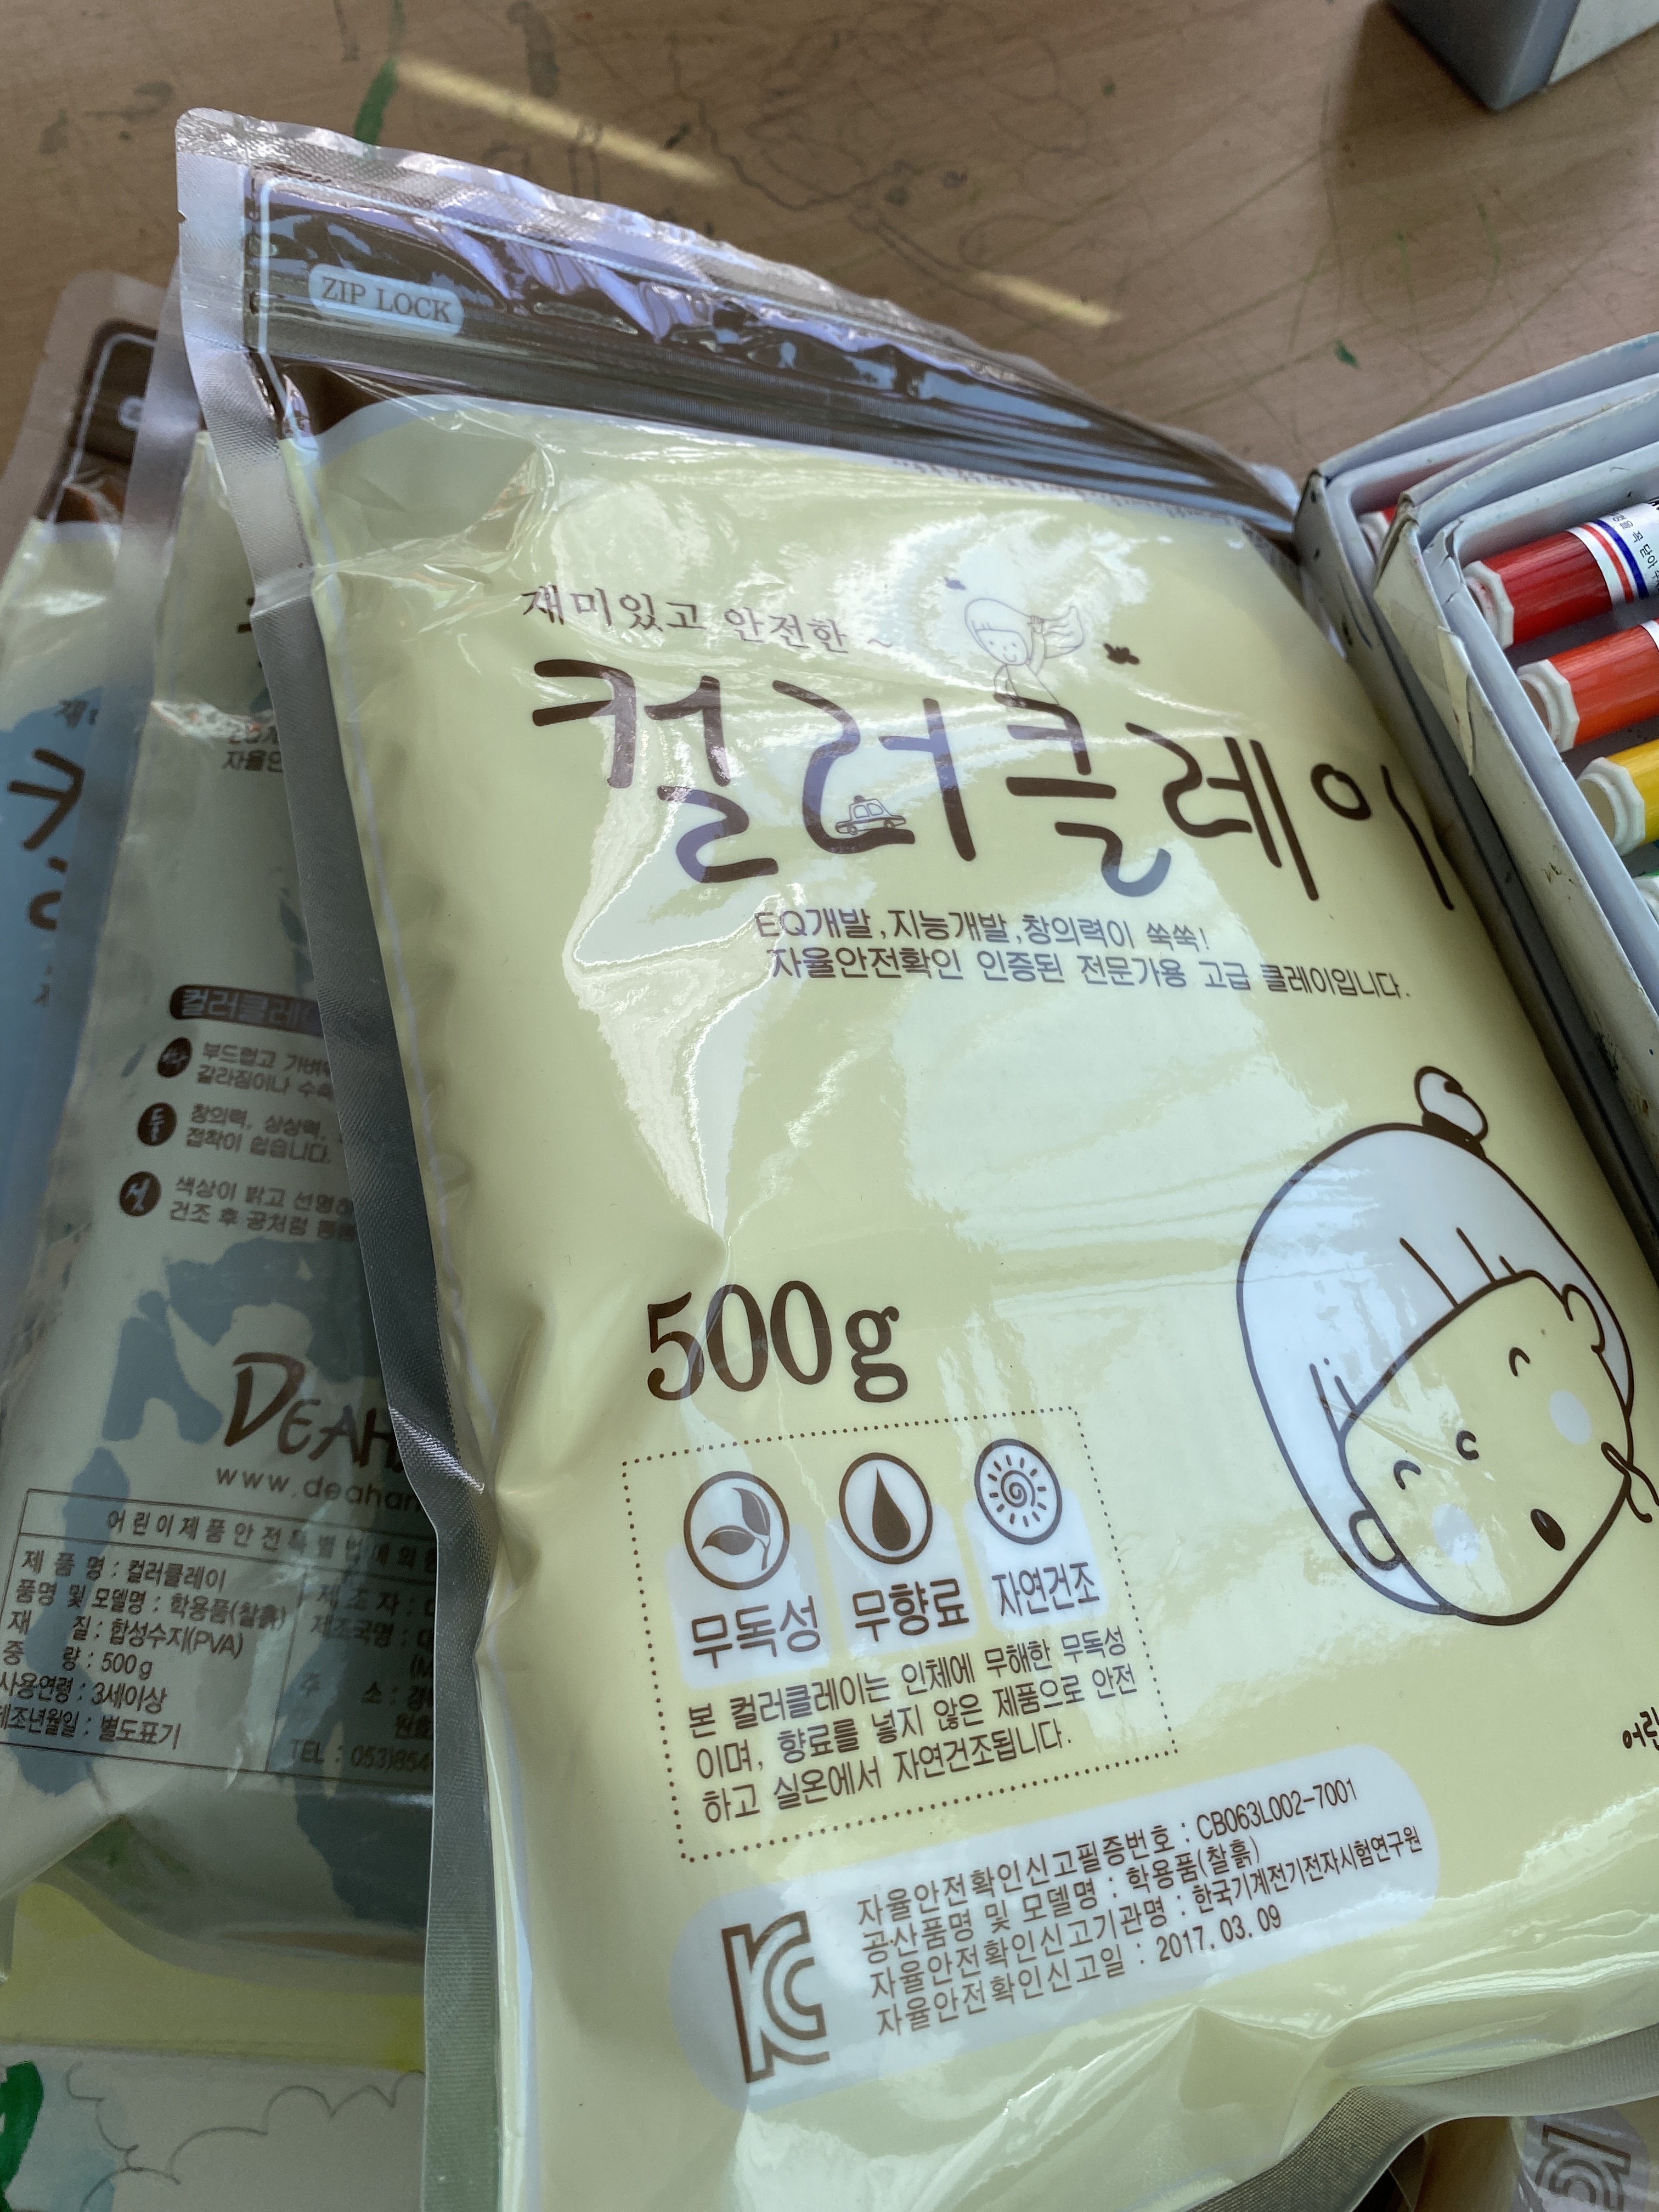 ZIP LOCK
재미있고 안전한 ~
컬러클레이
EQ개발,지능개발,창의력이 쑥쑥!
자율안전확인 인증된 전문가용 고급 클레이입니다.
500g
무독성 무향료 자연건조
본 컬러클레이는 인체에 무해한 무독성
이며, 향료를 넣지 않은 제품으로 안전
하고 실온에서 자연건조됩니다.
자율안전확인신고필증번호 : CB063L002-7001
공산품명 및 모델명 : 학용품(찰흙)
자율안전확인신고기관명 : 한국기계전기전자시험연구원
자율안전확인신고일 : 2017. 03. 09
컬러클레이
하나 부드럽고
갈라짐이나
둘 창의력, 상상력,
접착이 쉽습니다.
셋 색상이 밝고
건조 후 공처럼
DEAH
www.deahan
어린이제품안전특별법에의한
제 품 명 : 컬러클레이
품명 및 모델명 : 학용품(찰흙)
재 질 : 합성수지(PVA)
중 량 : 500g
사용연령 : 3세이상
제조년월일 : 별도표기
제 조 자 :
제조국명 :
주 소 :
TEL : 053)854